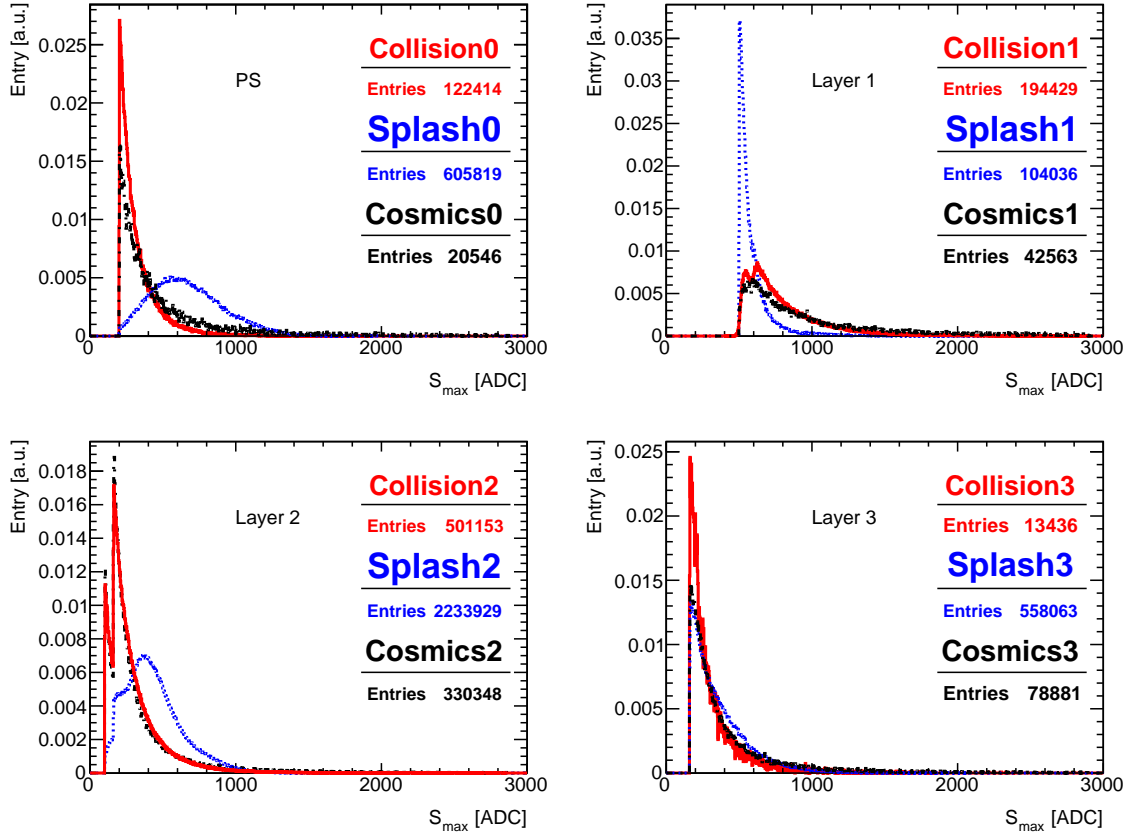 Entry [a.u.]
0.025
0.02
0.015
0.01
0.005
0
0 1000 2000 3000
S_max [ADC]
PS
Collision0
Entries 122414
Splash0
Entries 605819
Cosmics0
Entries 20546
Entry [a.u.]
0.035
0.03
0.025
0.02
0.015
0.01
0.005
0
0 1000 2000 3000
S_max [ADC]
Layer 1
Collision1
Entries 194429
Splash1
Entries 104036
Cosmics1
Entries 42563
Entry [a.u.]
0.018
0.016
0.014
0.012
0.01
0.008
0.006
0.004
0.002
0
0 1000 2000 3000
S_max [ADC]
Layer 2
Collision2
Entries 501153
Splash2
Entries 2233929
Cosmics2
Entries 330348
Entry [a.u.]
0.025
0.02
0.015
0.01
0.005
0
0 1000 2000 3000
S_max [ADC]
Layer 3
Collision3
Entries 13436
Splash3
Entries 558063
Cosmics3
Entries 78881